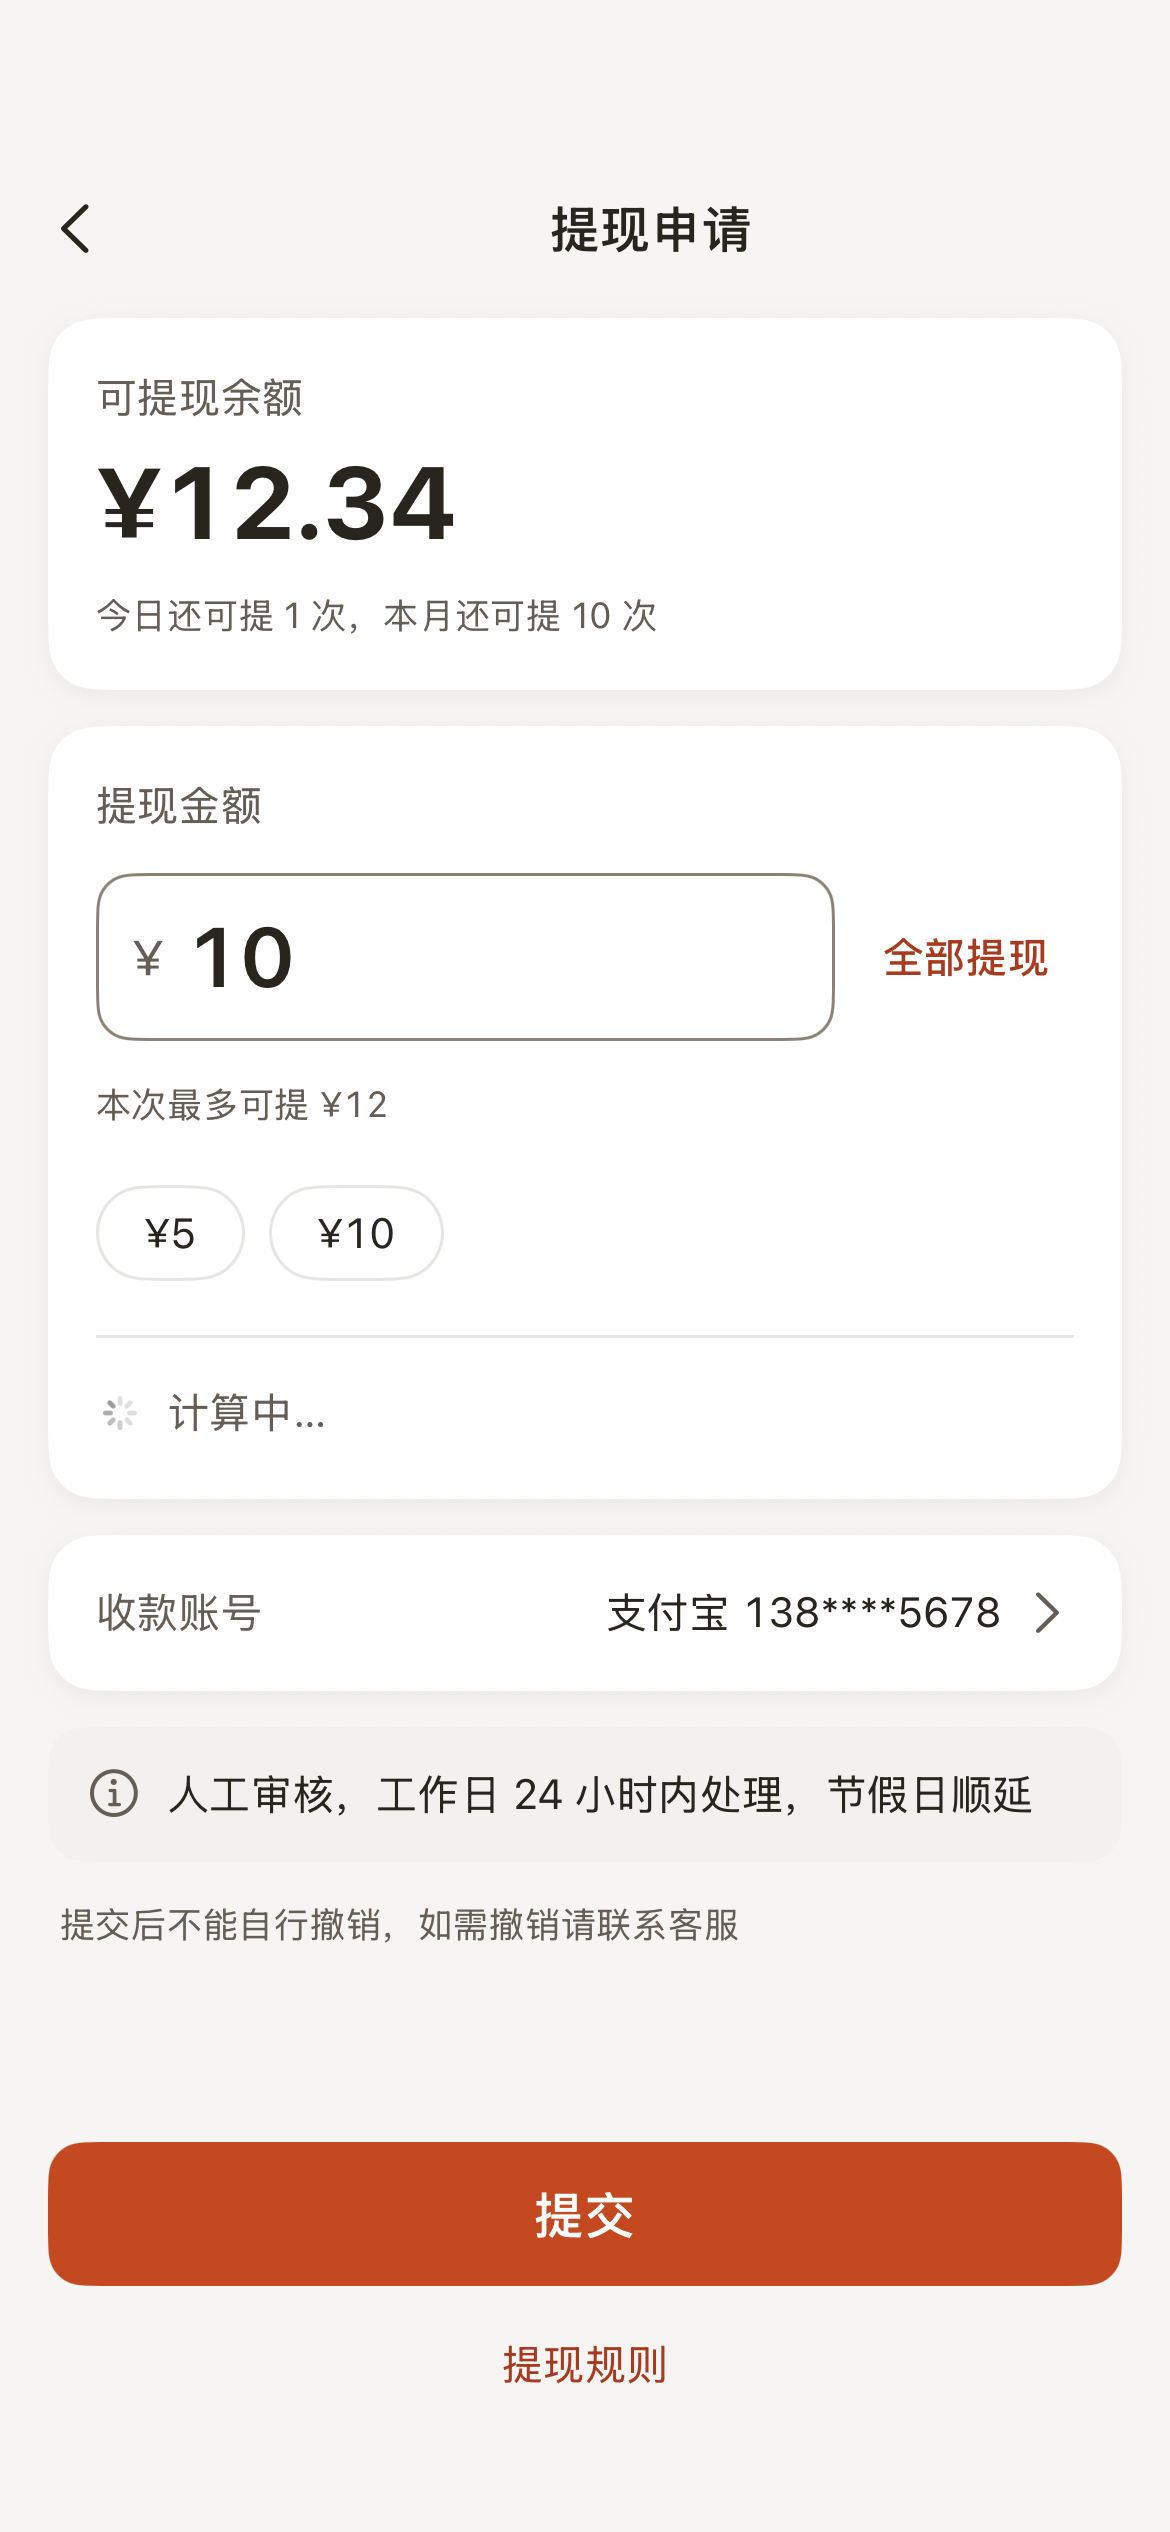 提现申请
可提现余额
¥12.34
今日还可提 1 次，本月还可提 10 次
提现金额
¥ 10
全部提现
本次最多可提 ¥12
¥5
¥10
计算中...
收款账号
支付宝 138****5678
人工审核，工作日 24 小时内处理，节假日顺延
提交后不能自行撤销，如需撤销请联系客服
提交
提现规则